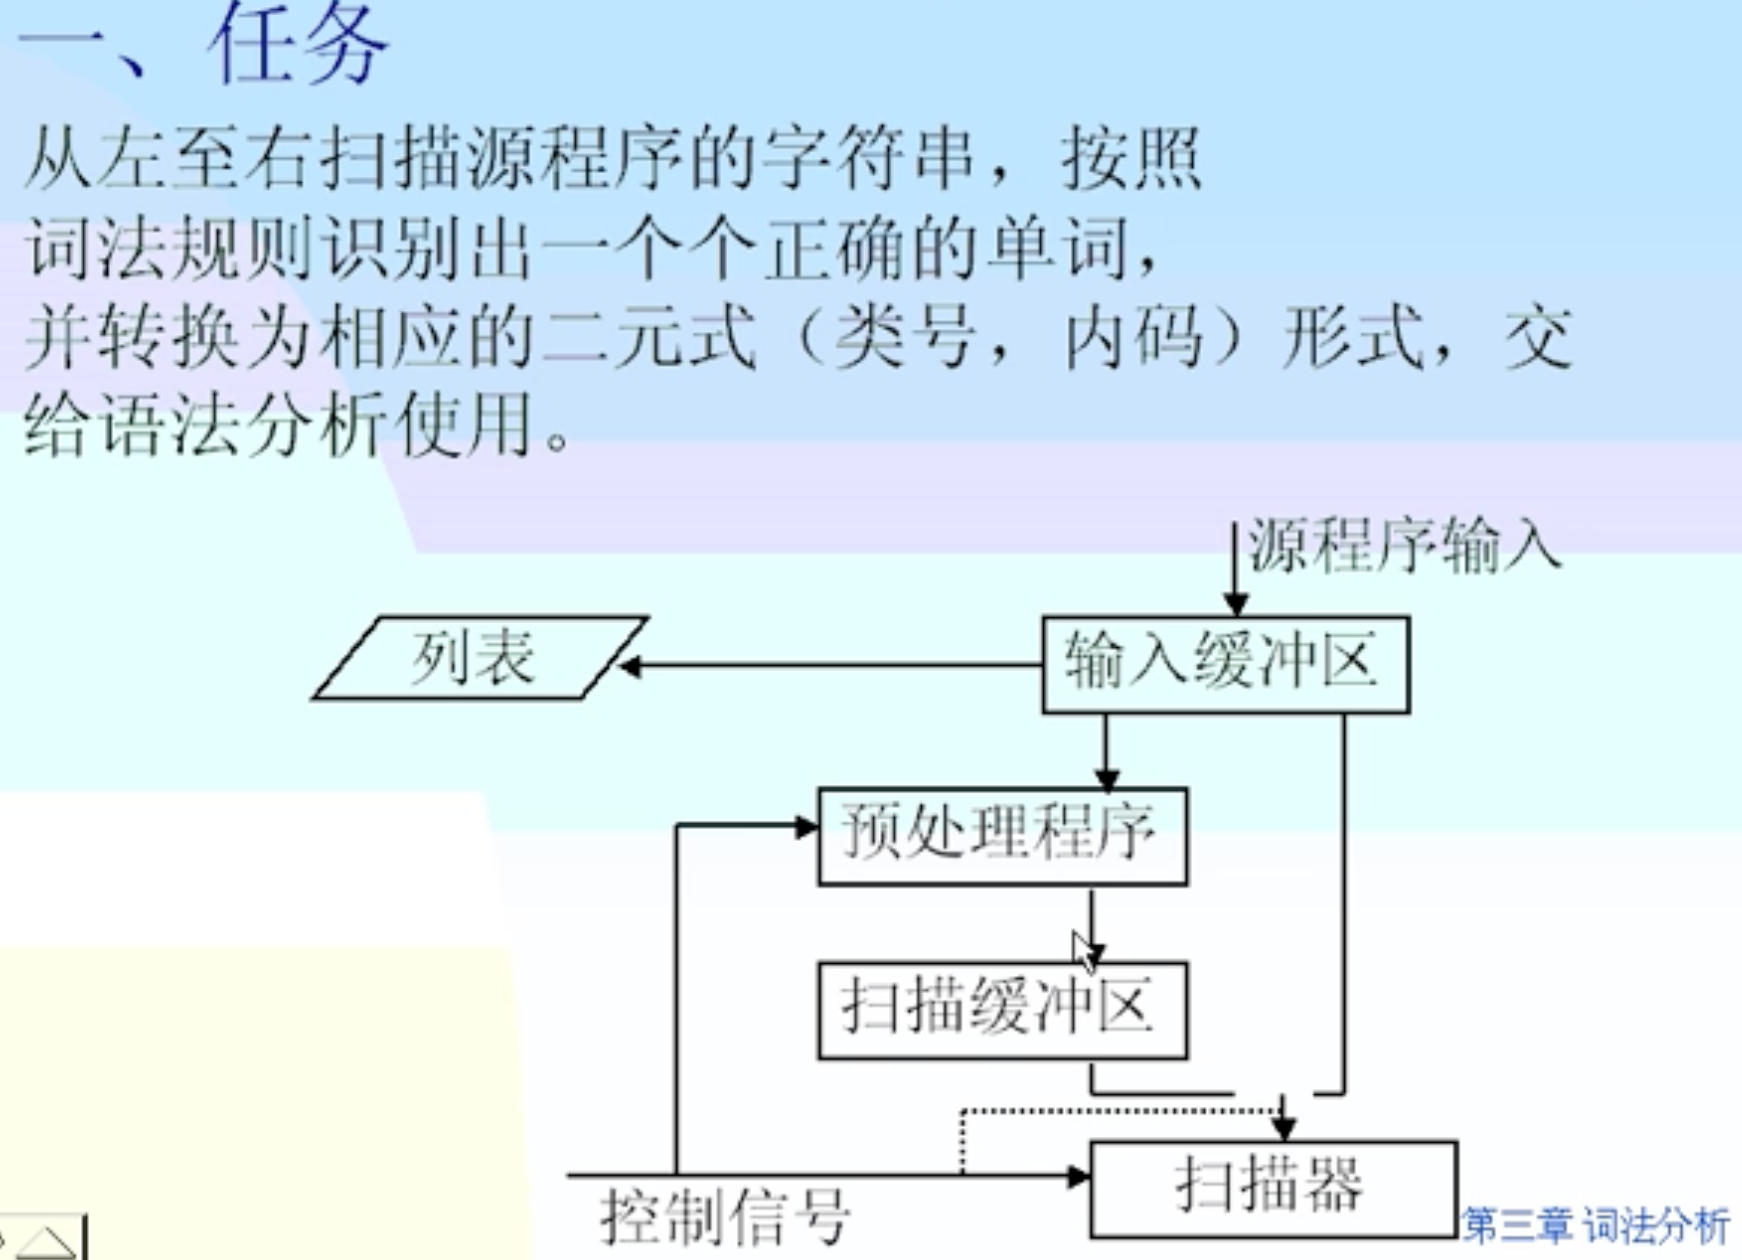 一、任务
从左至右扫描源程序的字符串，按照
词法规则识别出一个个正确的单词，
并转换为相应的二元式（类号，内码）形式，交
给语法分析使用。
源程序输入
列表
输入缓冲区
预处理程序
扫描缓冲区
扫描器
控制信号
第三章 词法分析